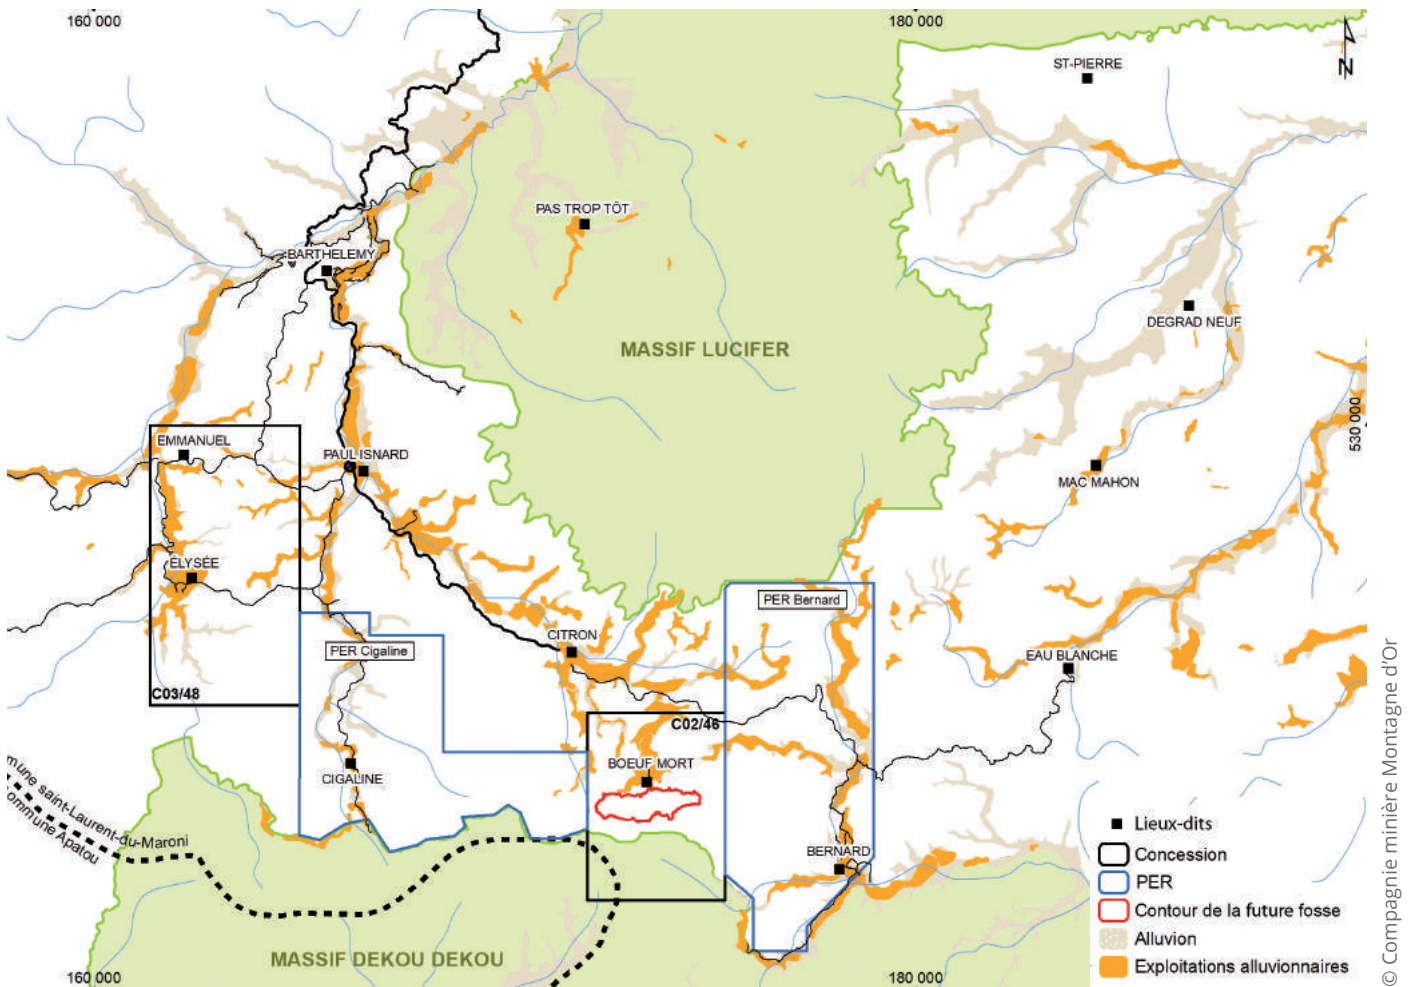 160 000
180 000
N
ST-PIERRE
PAS TROP TÔT
BARTHELEMY
DEGRAD NEUF
MASSIF LUCIFER
530 000
EMMANUEL
PAUL ISNARD
MAC MAHON
ÉLYSÉE
PER Bernard
CITRON
PER Cigaline
EAU BLANCHE
C03/48
C02/46
BOEUF MORT
CIGALINE
mune saint-Laurent-du-Maroni
ommune Apatou
BERNARD
MASSIF DEKOU DEKOU
160 000
180 000
Lieux-dits
Concession
PER
Contour de la future fosse
Alluvion
Exploitations alluvionnaires
© Compagnie minière Montagne d'Or